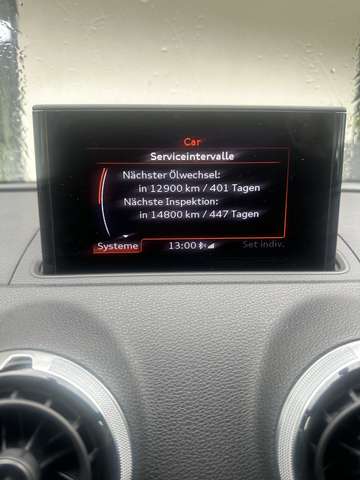 Car
Serviceintervalle
Nächster Ölwechsel:
in 12900 km / 401 Tagen
Nächste Inspektion:
in 14800 km / 447 Tagen
Systeme 13:00 Set indiv.